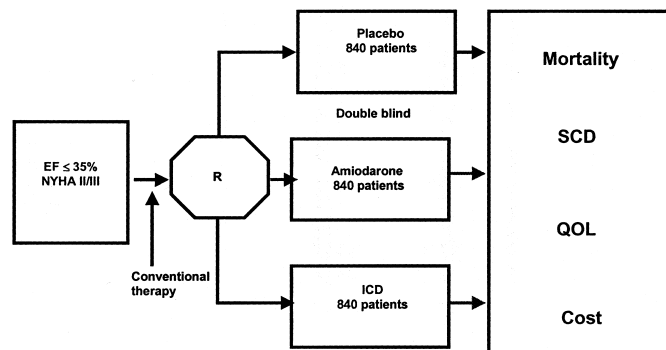 EF ≤ 35%
NYHA II/III
Conventional
therapy
R
Placebo
840 patients
Double blind
Amiodarone
840 patients
ICD
840 patients
Mortality
SCD
QOL
Cost